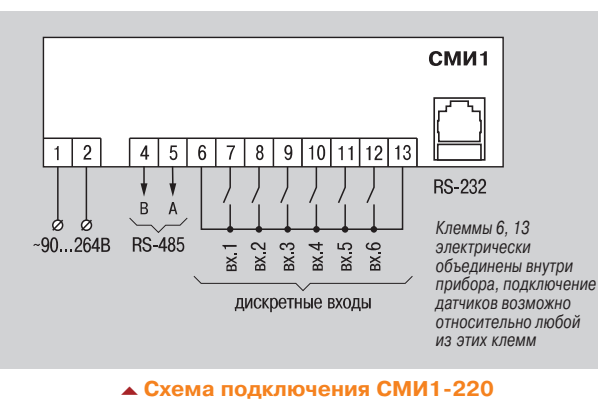 СМИ1
1 2 4 5 6 7 8 9 10 11 12 13
RS-232
B A
~90...264В RS-485
вх.1 вх.2 вх.3 вх.4 вх.5 вх.6
дискретные входы
Клеммы 6, 13
электрически
объединены внутри
прибора, подключение
датчиков возможно
относительно любой
из этих клемм
Схема подключения СМИ1-220